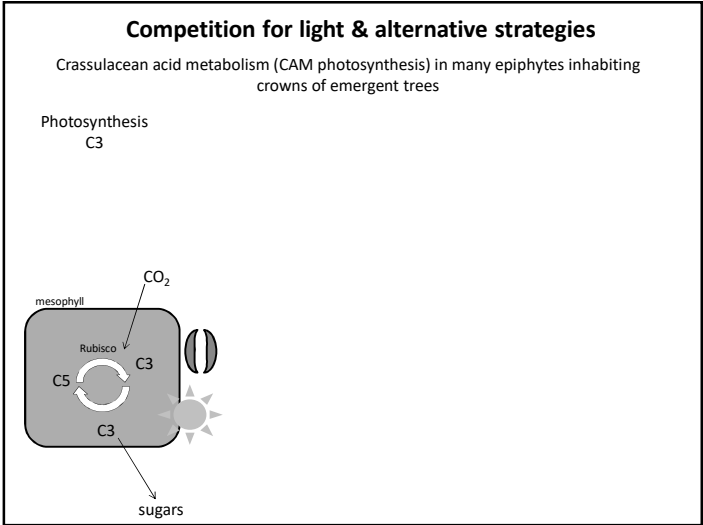 Competition for light & alternative strategies
Crassulacean acid metabolism (CAM photosynthesis) in many epiphytes inhabiting
crowns of emergent trees
Photosynthesis
C3
CO₂
mesophyll
Rubisco
C3
C5
C3
sugars